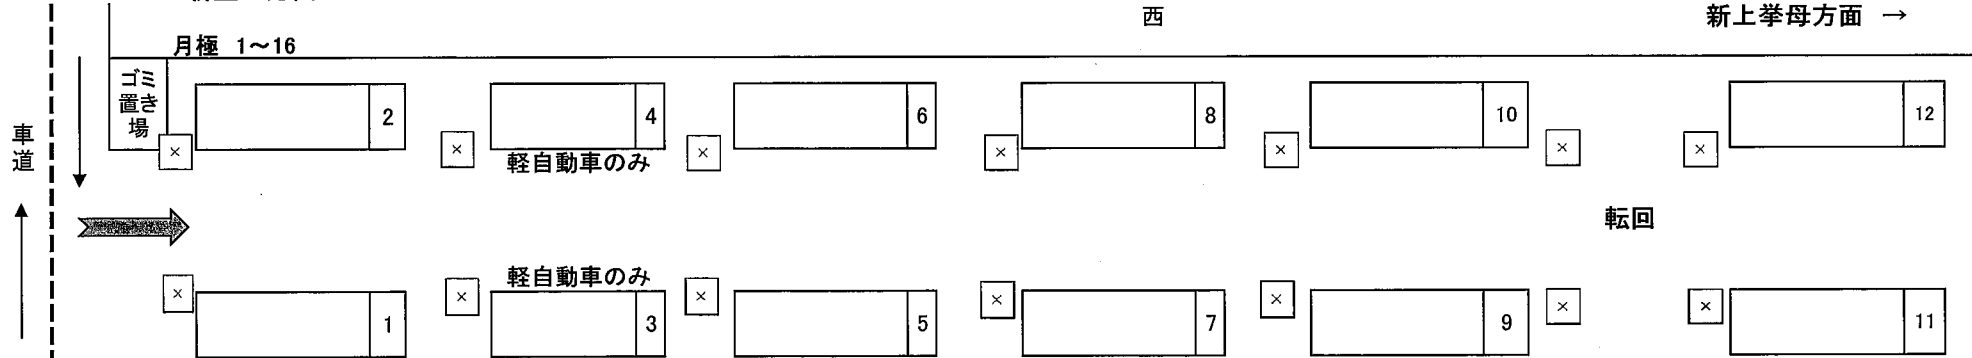 西
新上挙母方面 →
月極 1～16
ゴミ
置き
場
2
4
6
8
10
12
× × × × × × ×
軽自動車のみ
車道
転回
軽自動車のみ
× × × × × × ×
1
3
5
7
9
11